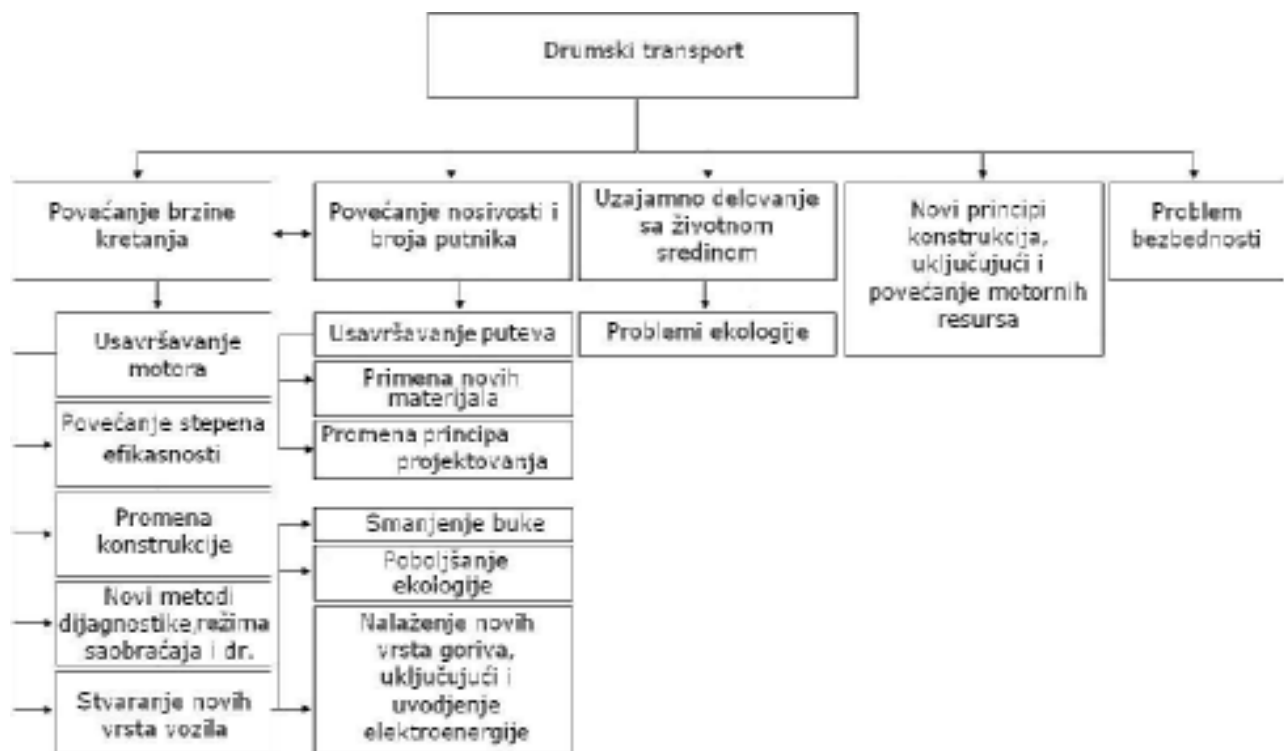 Drumski transport
Povećanje brzine
kretanja
Povećanje nosivosti i
broja putnika
Uzajamno delovanje
sa životnom
sredinom
Novi principi
konstrukcija,
uključujući i
povećanje motornih
resursa
Problem
bezbednosti
Usavršavanje
motora
Povećanje stepena
efikasnosti
Promena
konstrukcije
Novi metodi
dijagnostike,režima
saobraćaja i dr.
Stvaranje novih
vrsta vozila
Usavršavanje puteva
Primena novih
materijala
Promena principa
projektovanja
Smanjenje buke
Poboljšanje
ekologije
Nalaženje novih
vrsta goriva,
uključujući i
uvodjenje
elektroenergije
Problemi ekologije